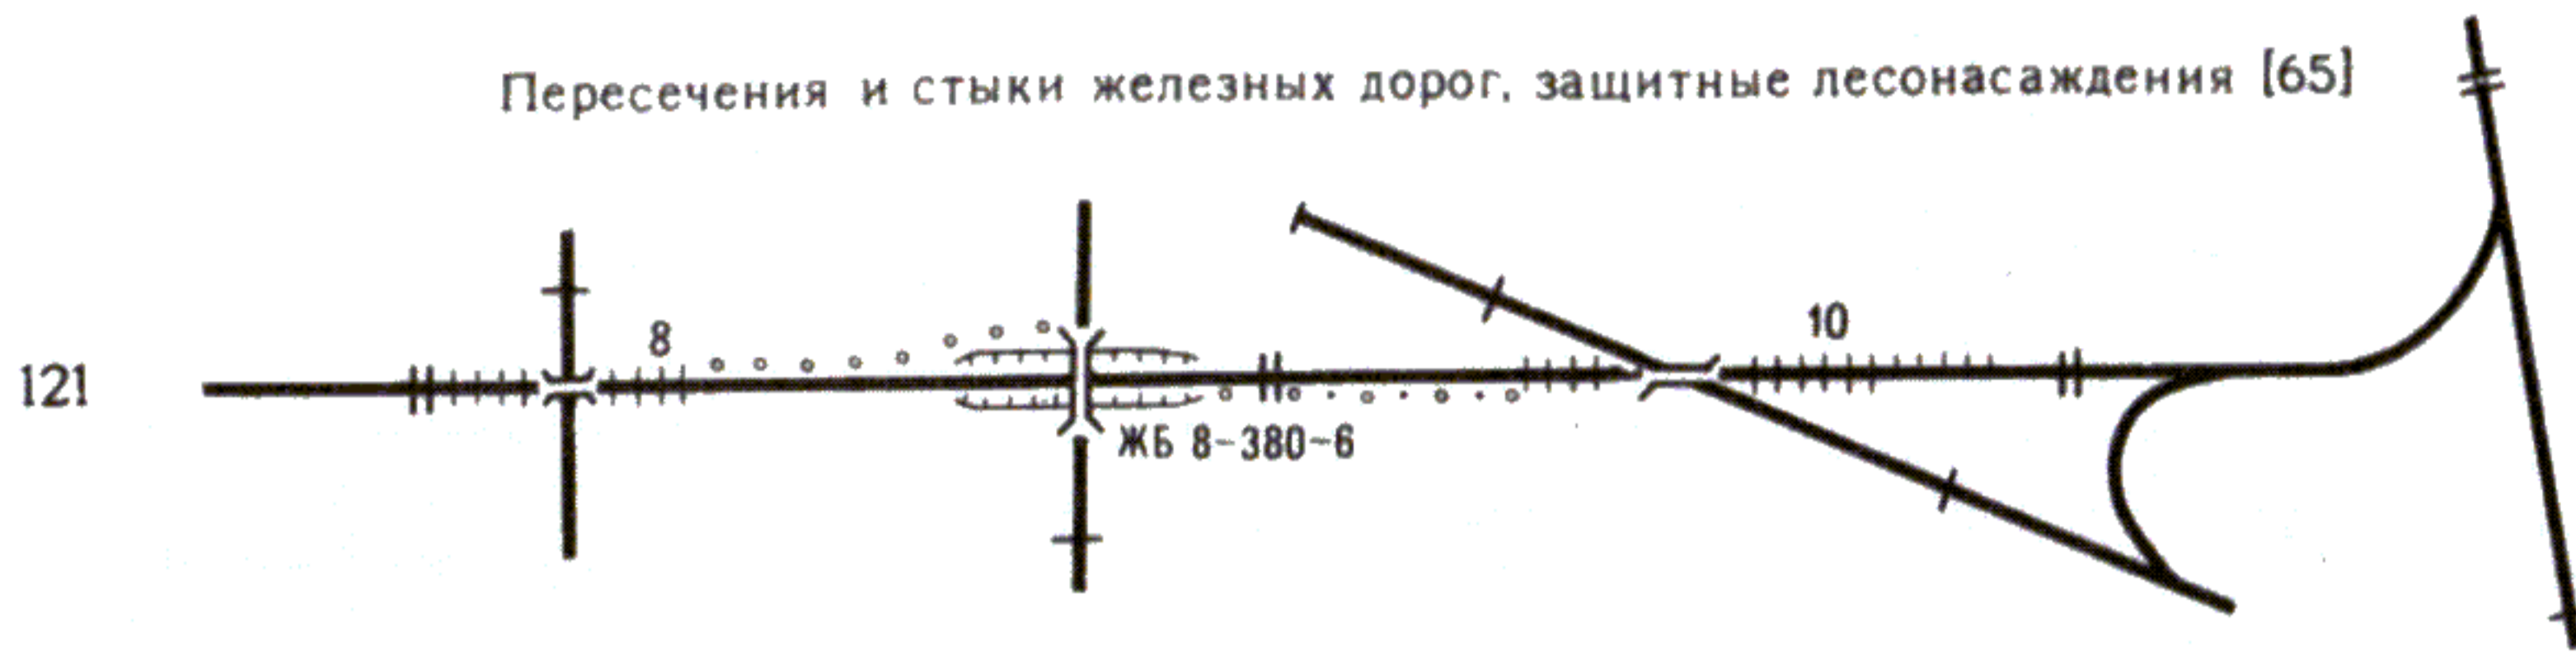 Пересечения и стыки железных дорог, защитные лесонасаждения [65]
8
10
121
ЖБ 8-380-6